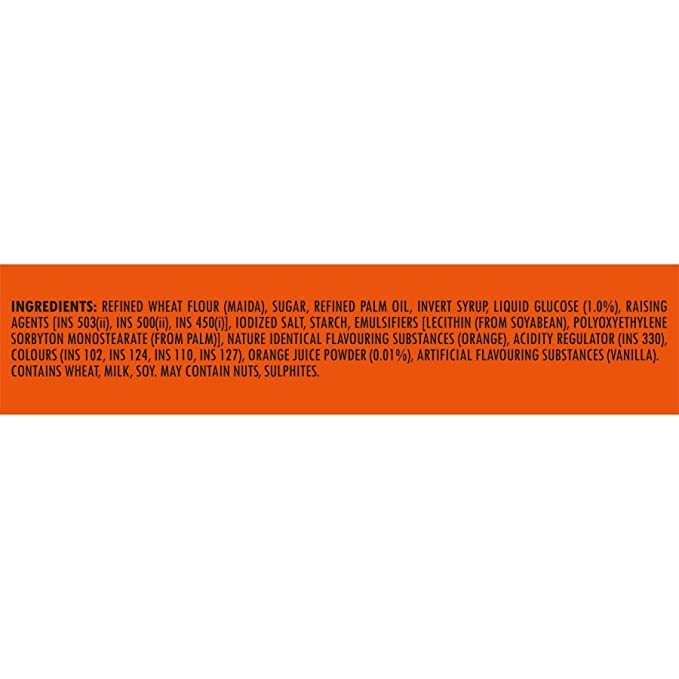 INGREDIENTS: REFINED WHEAT FLOUR (MAIDA), SUGAR, REFINED PALM OIL, INVERT SYRUP, LIQUID GLUCOSE (1.0%), RAISING
AGENTS [INS 503(ii), INS 500(ii), INS 450(i)], IODIZED SALT, STARCH, EMULSIFIERS [LECITHIN (FROM SOYABEAN), POLYOXYETHYLENE
SORBYTON MONOSTEARATE (FROM PALM)], NATURE IDENTICAL FLAVOURING SUBSTANCES (ORANGE), ACIDITY REGULATOR (INS 330),
COLOURS (INS 102, INS 124, INS 110, INS 127), ORANGE JUICE POWDER (0.01%), ARTIFICIAL FLAVOURING SUBSTANCES (VANILLA).
CONTAINS WHEAT, MILK, SOY. MAY CONTAIN NUTS, SULPHITES.